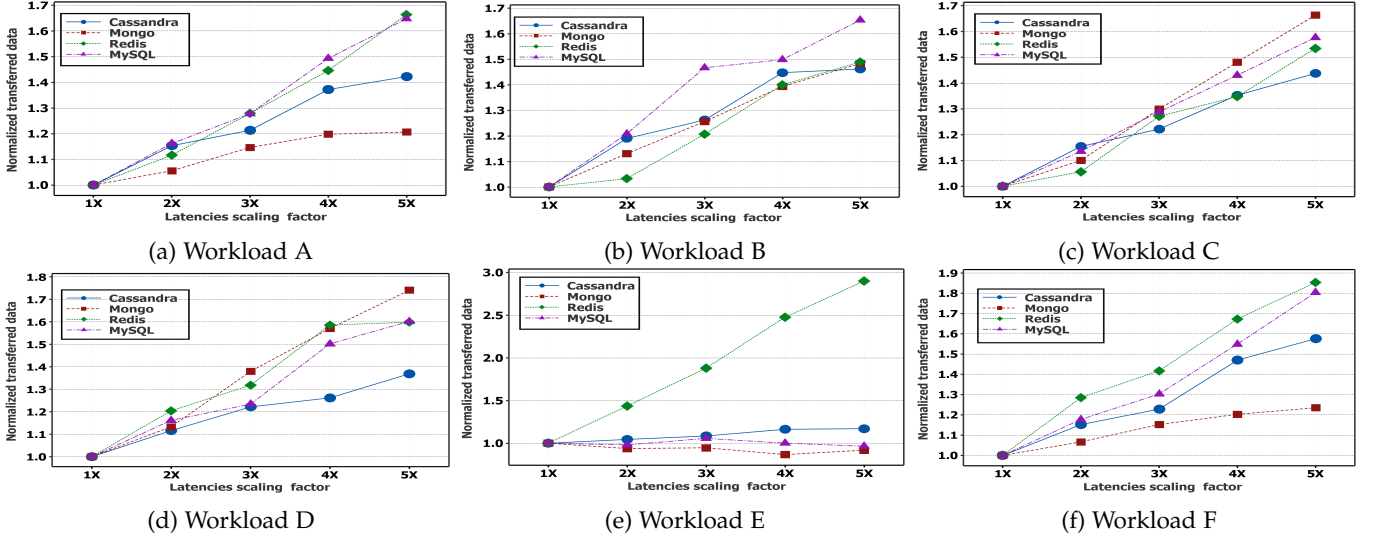 Normalized transferred data
1.7
1.6
1.5
1.4
1.3
1.2
1.1
1.0
Cassandra
Mongo
Redis
MySQL
1X 2X 3X 4X 5X
Latencies scaling factor
(a) Workload A
Normalized transferred data
1.7
1.6
1.5
1.4
1.3
1.2
1.1
1.0
Cassandra
Mongo
Redis
MySQL
1X 2X 3X 4X 5X
Latencies scaling factor
(b) Workload B
Normalized transferred data
1.7
1.6
1.5
1.4
1.3
1.2
1.1
1.0
Cassandra
Mongo
Redis
MySQL
1X 2X 3X 4X 5X
Latencies scaling factor
(c) Workload C
Normalized transferred data
1.8
1.7
1.6
1.5
1.4
1.3
1.2
1.1
1.0
Cassandra
Mongo
Redis
MySQL
1X 2X 3X 4X 5X
Latencies scaling factor
(d) Workload D
Normalized transferred data
3.0
2.5
2.0
1.5
1.0
Cassandra
Mongo
Redis
MySQL
1X 2X 3X 4X 5X
Latencies scaling factor
(e) Workload E
Normalized transferred data
1.9
1.8
1.7
1.6
1.5
1.4
1.3
1.2
1.1
1.0
Cassandra
Mongo
Redis
MySQL
1X 2X 3X 4X 5X
Latencies scaling factor
(f) Workload F